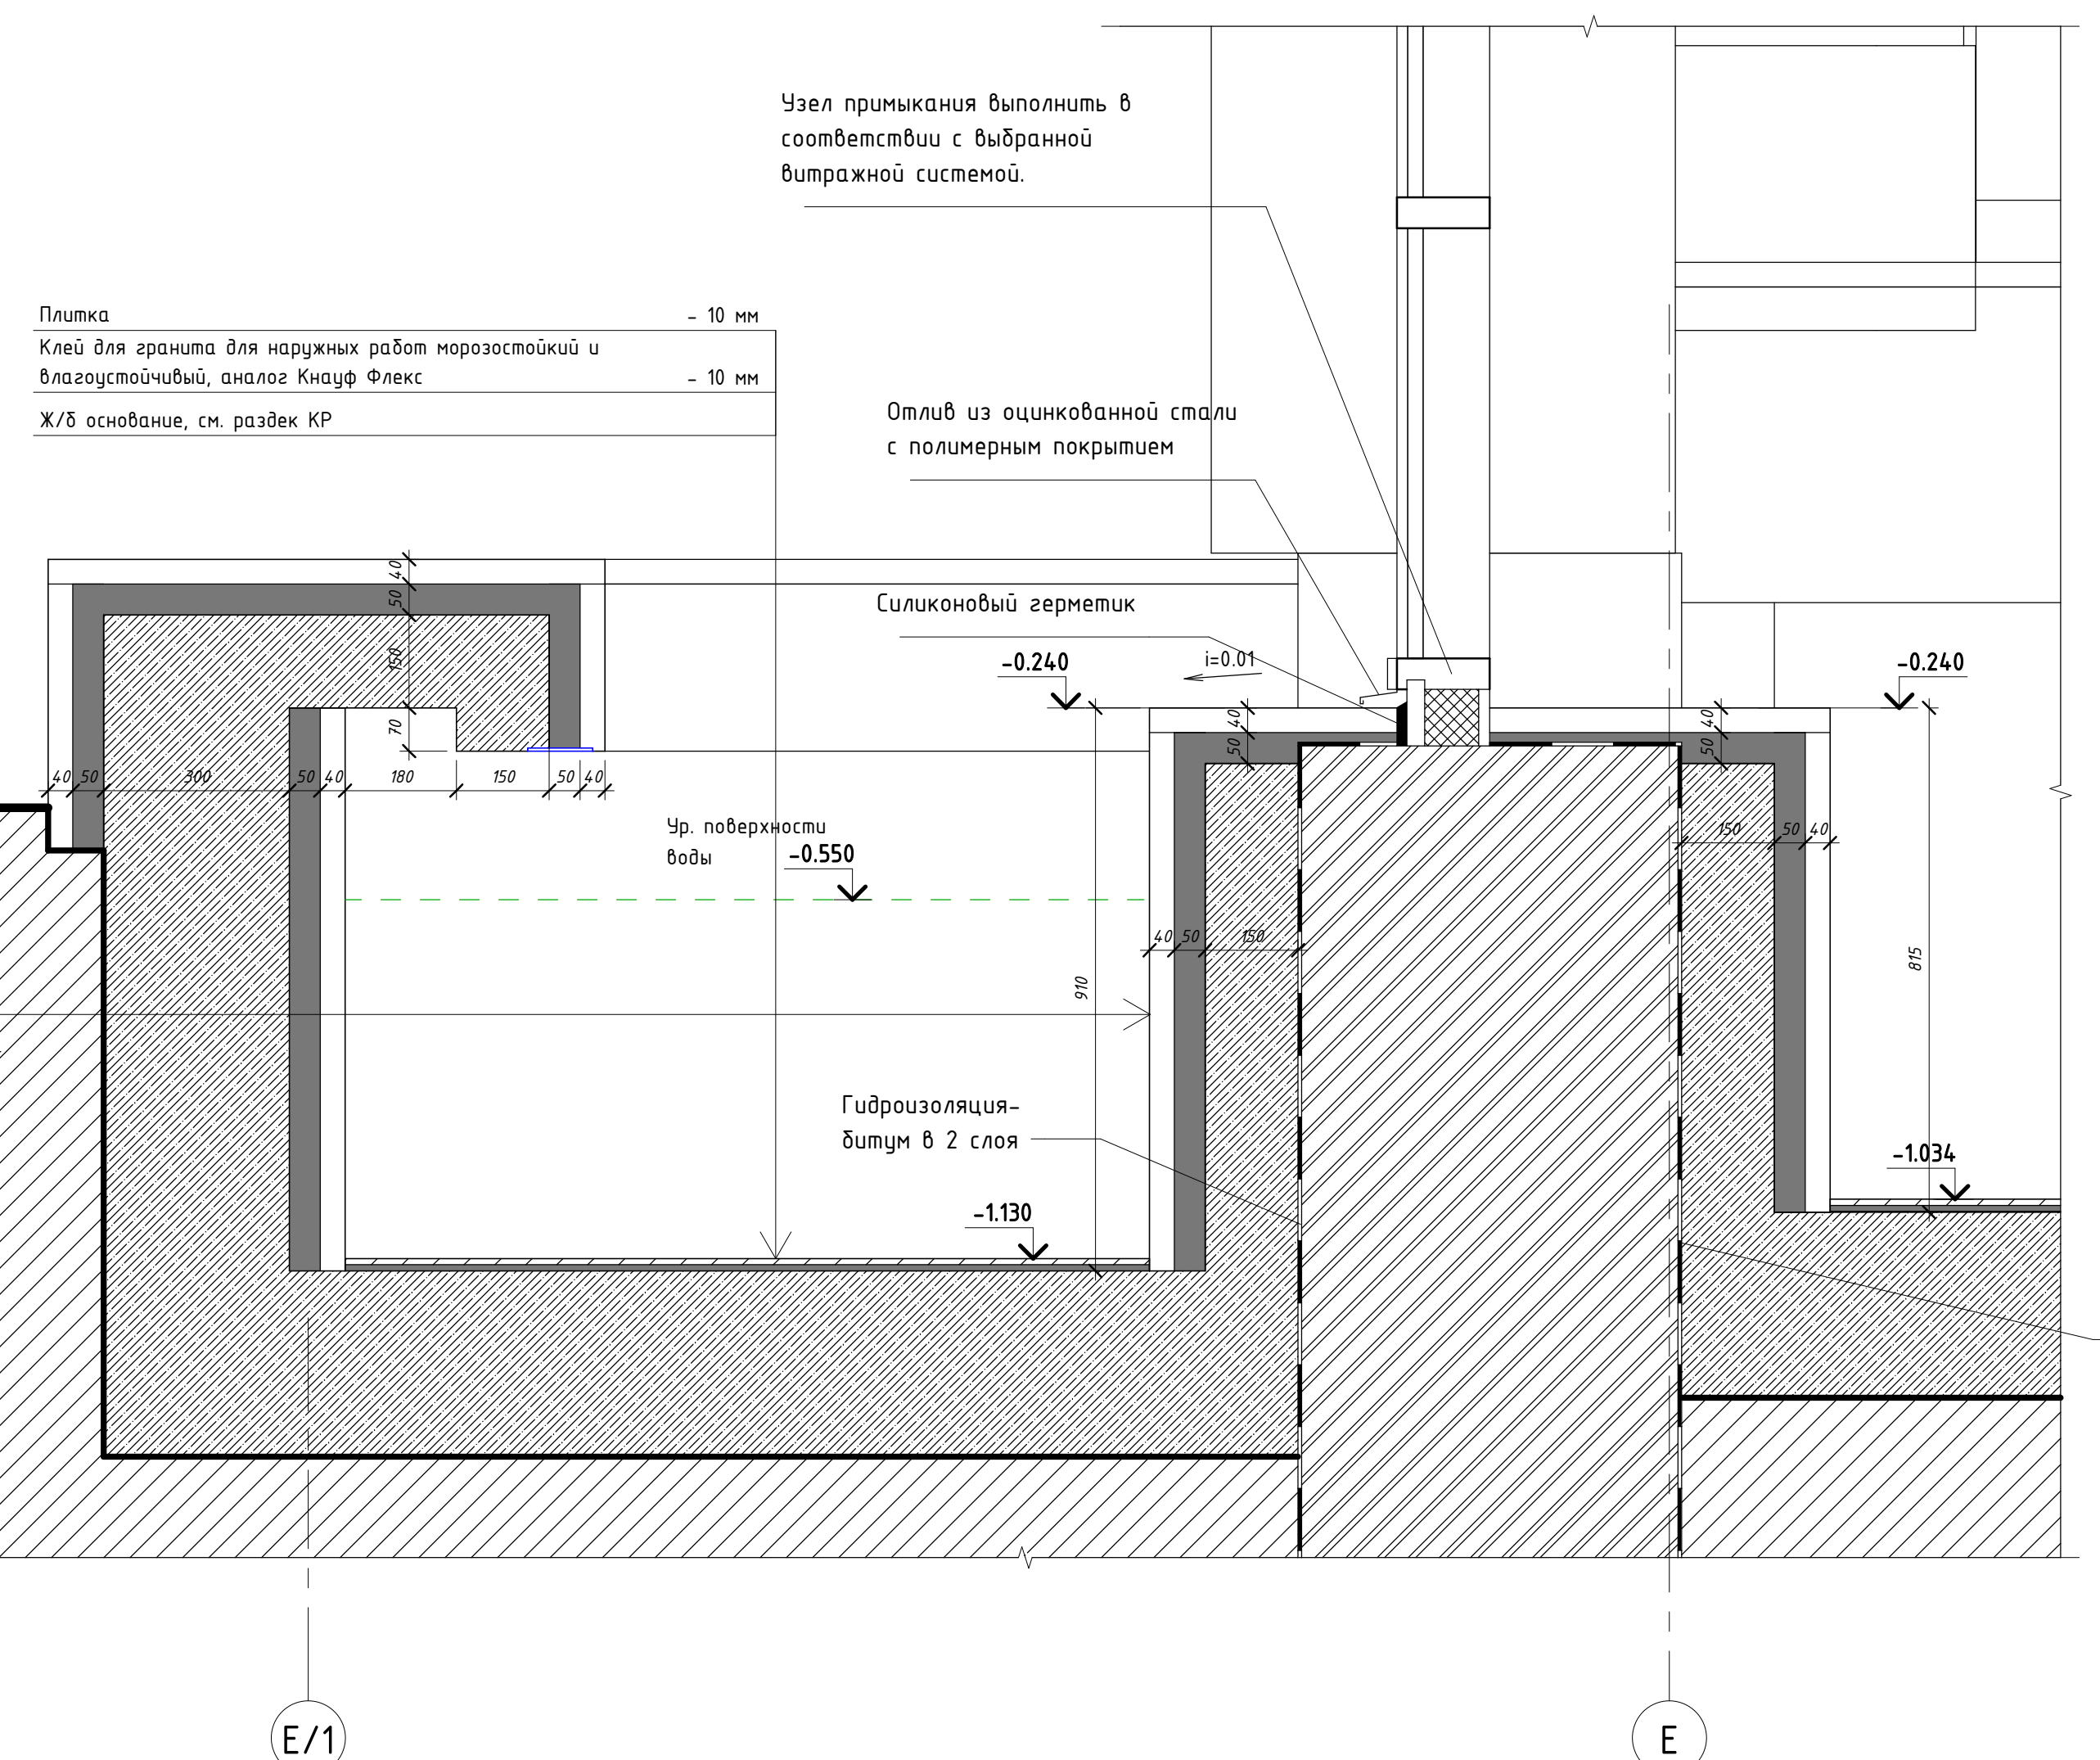 Узел примыкания выполнить в
соответствии с выбранной
витражной системой.
Плитка - 10 мм
Клей для гранита для наружных работ морозостойкий и
влагоустойчивый, аналог Кнауф Флекс - 10 мм
Ж/б основание, см. раздек КР
Отлив из оцинкованной стали
с полимерным покрытием
Силиконовый герметик
i=0.01
-0.240
-0.240
40
50
150
70
40
50
40
50
40 50 300 50 40 180 150 50 40
Ур. поверхности
воды
-0.550
150 50 40
40 50 150
910
815
Гидроизоляция-
битум в 2 слоя
-1.034
-1.130
Е/1
Е